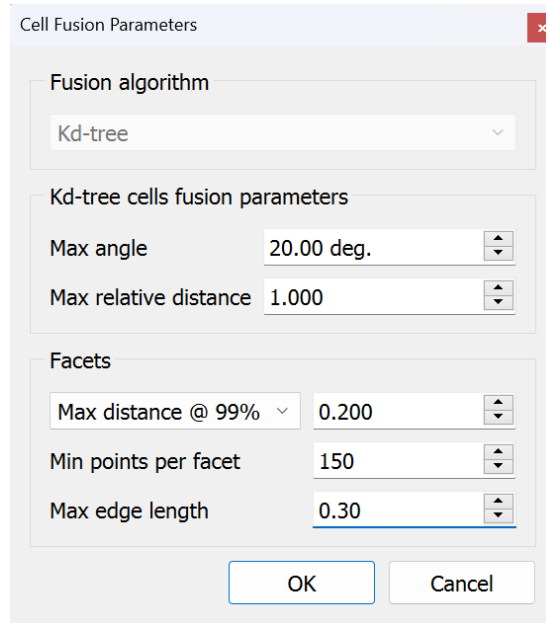 Cell Fusion Parameters
Fusion algorithm
Kd-tree
Kd-tree cells fusion parameters
Max angle 20.00 deg.
Max relative distance 1.000
Facets
Max distance @ 99% 0.200
Min points per facet 150
Max edge length 0.30
OK Cancel